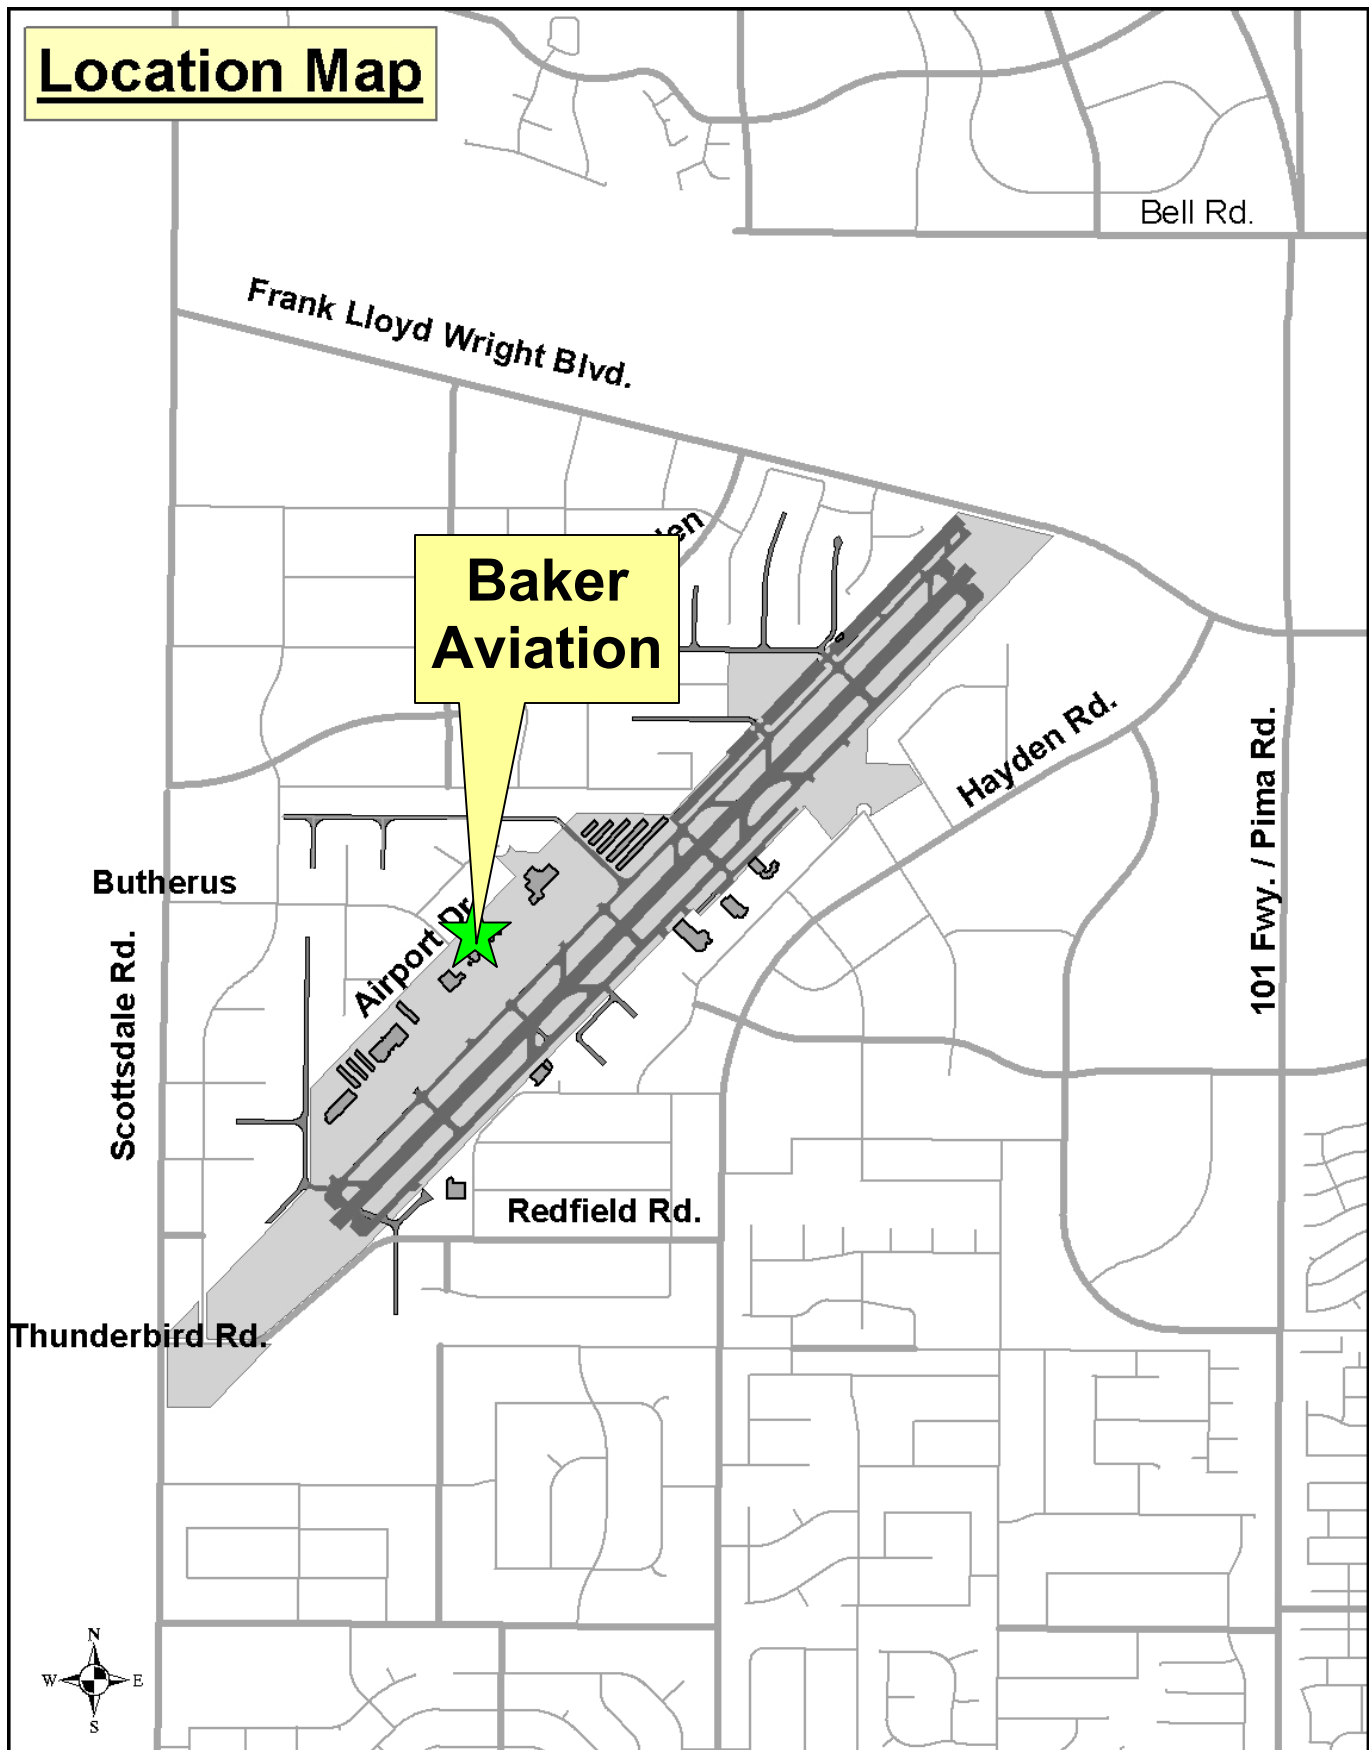 Location Map
Bell Rd.
Frank Lloyd Wright Blvd.
Baker
Aviation
Hayden Rd.
101 Fwy. / Pima Rd.
Butherus
Airport Dr
Scottsdale Rd.
Redfield Rd.
Thunderbird Rd.
N
W E
S